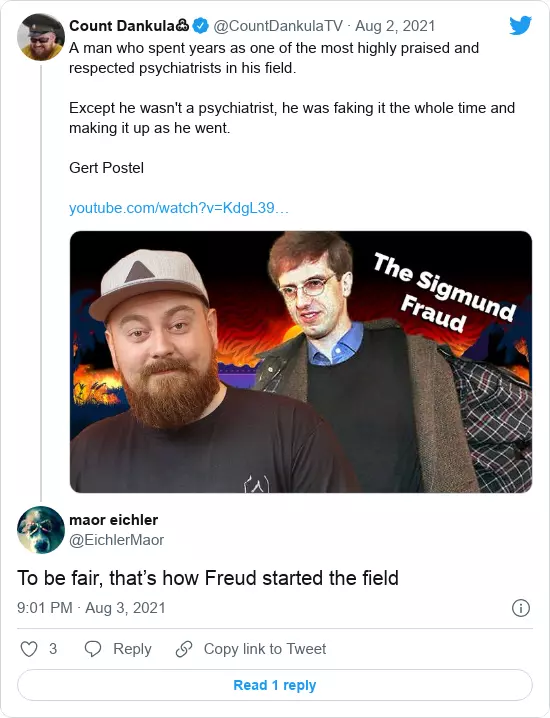 Count Dankula @CountDankulaTV · Aug 2, 2021
A man who spent years as one of the most highly praised and
respected psychiatrists in his field.
Except he wasn't a psychiatrist, he was faking it the whole time and
making it up as he went.
Gert Postel
youtube.com/watch?v=KdgL39…
The Sigmund
Fraud
maor eichler
@EichlerMaor
To be fair, that’s how Freud started the field
9:01 PM · Aug 3, 2021
3 Reply Copy link to Tweet
Read 1 reply